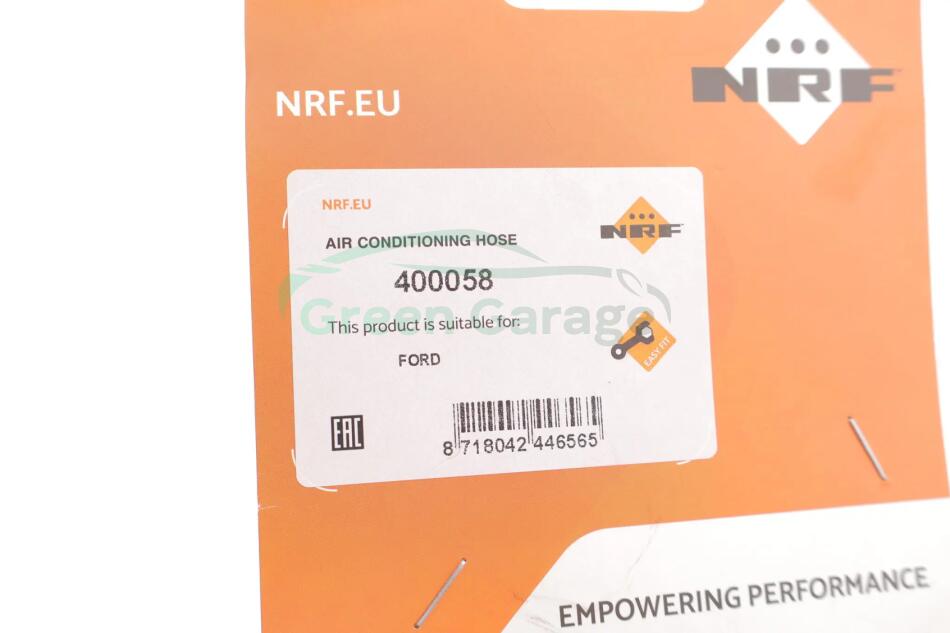 NRF.EU
NRF
NRF.EU
NRF
AIR CONDITIONING HOSE
400058
Green Garage
This product is suitable for:
FORD
EASY FIT
EAC
8 718042 446565
EMPOWERING PERFORMANCE